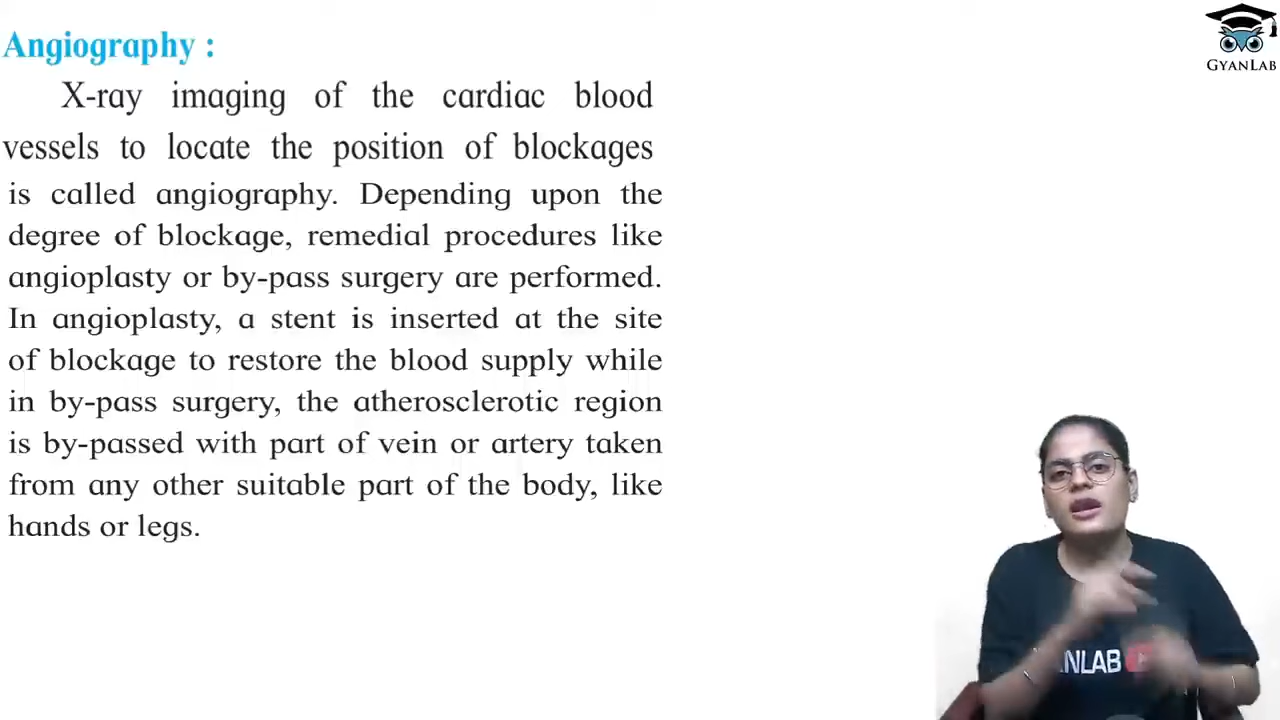 Angiography :
X-ray imaging of the cardiac blood
vessels to locate the position of blockages
is called angiography. Depending upon the
degree of blockage, remedial procedures like
angioplasty or by-pass surgery are performed.
In angioplasty, a stent is inserted at the site
of blockage to restore the blood supply while
in by-pass surgery, the atherosclerotic region
is by-passed with part of vein or artery taken
from any other suitable part of the body, like
hands or legs.
GYANLAB
NLAB